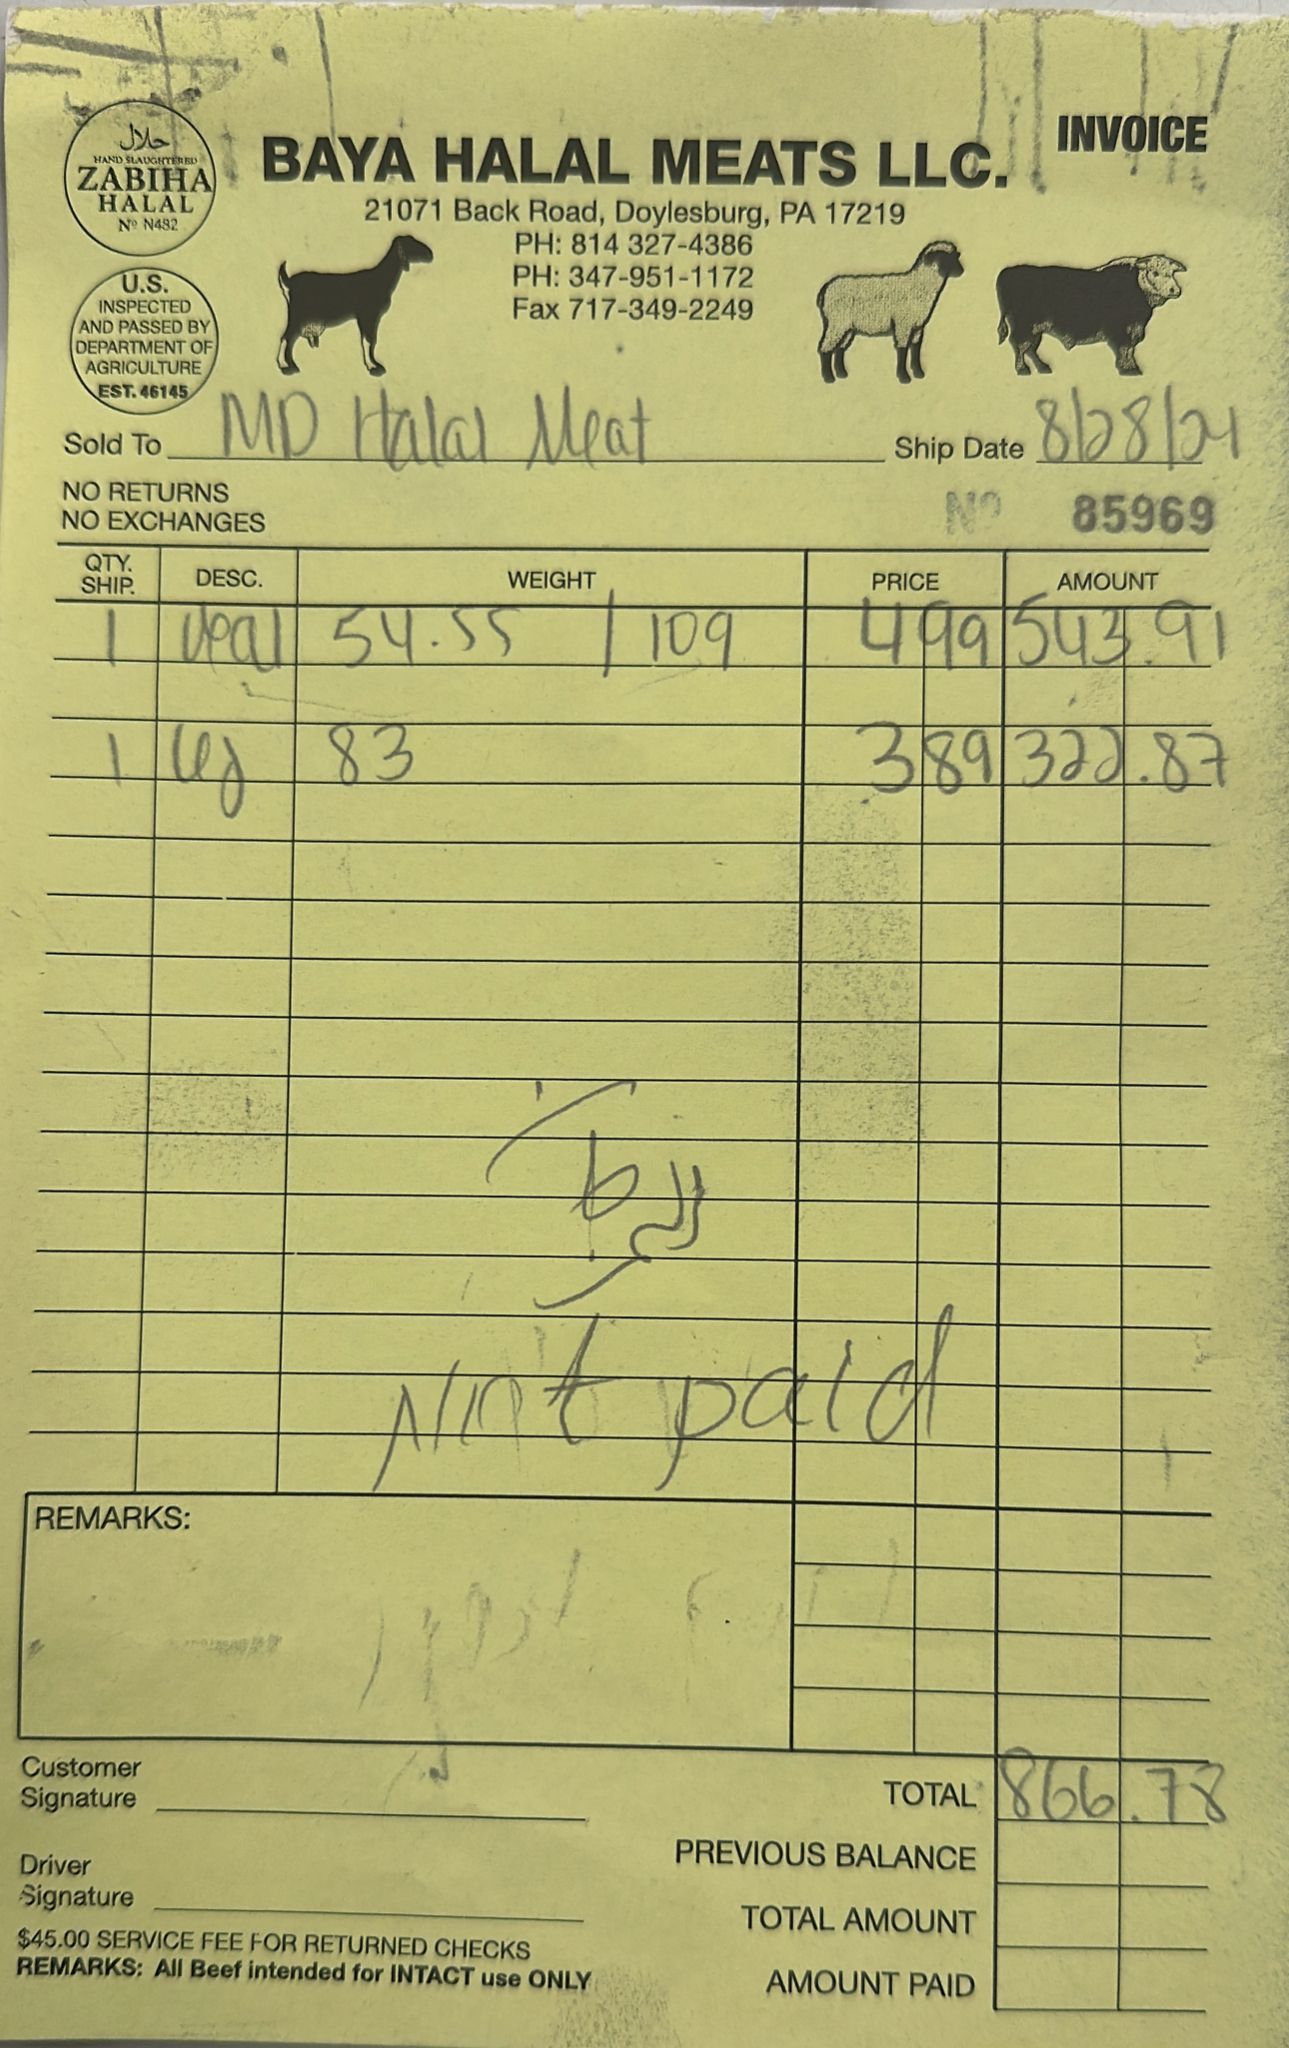 حلال
HAND SLAUGHTERED
ZABIHA
HALAL
Nº N482
INVOICE
BAYA HALAL MEATS LLC.
21071 Back Road, Doylesburg, PA 17219
PH: 814 327-4386
PH: 347-951-1172
Fax 717-349-2249
U.S.
INSPECTED
AND PASSED BY
DEPARTMENT OF
AGRICULTURE
EST. 46145
Sold To MD Halal Meat Ship Date 8/28/24
NO RETURNS
NO EXCHANGES
Nº 85969
QTY. SHIP. DESC. WEIGHT PRICE AMOUNT
1 Veal 54.55 / 109 4 99 543.91
1 leg 83 3 89 322.87
Not paid
REMARKS:
Customer
Signature
TOTAL 866.78
PREVIOUS BALANCE
Driver
Signature
TOTAL AMOUNT
$45.00 SERVICE FEE FOR RETURNED CHECKS
REMARKS: All Beef intended for INTACT use ONLY
AMOUNT PAID